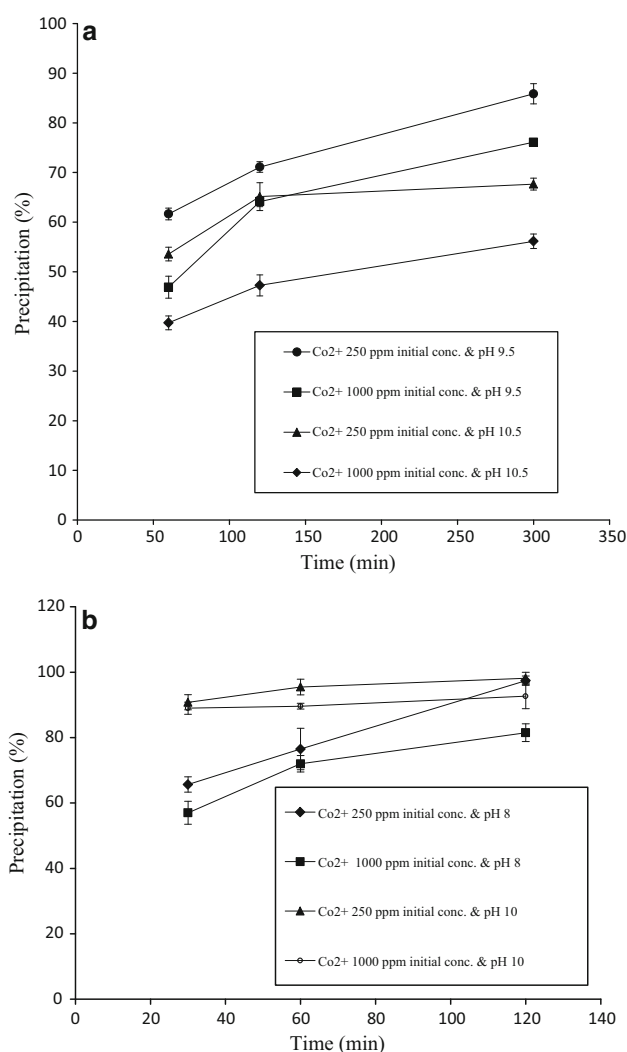 a
100
90
80
70
60
50
40
30
20
10
0
Precipitation (%)
Co2+ 250 ppm initial conc. & pH 9.5
Co2+ 1000 ppm initial conc. & pH 9.5
Co2+ 250 ppm initial conc. & pH 10.5
Co2+ 1000 ppm initial conc. & pH 10.5
0 50 100 150 200 250 300 350
Time (min)
b
120
100
80
60
40
20
0
Precipitation (%)
Co2+ 250 ppm initial conc. & pH 8
Co2+ 1000 ppm initial conc. & pH 8
Co2+ 250 ppm initial conc. & pH 10
Co2+ 1000 ppm initial conc. & pH 10
0 20 40 60 80 100 120 140
Time (min)